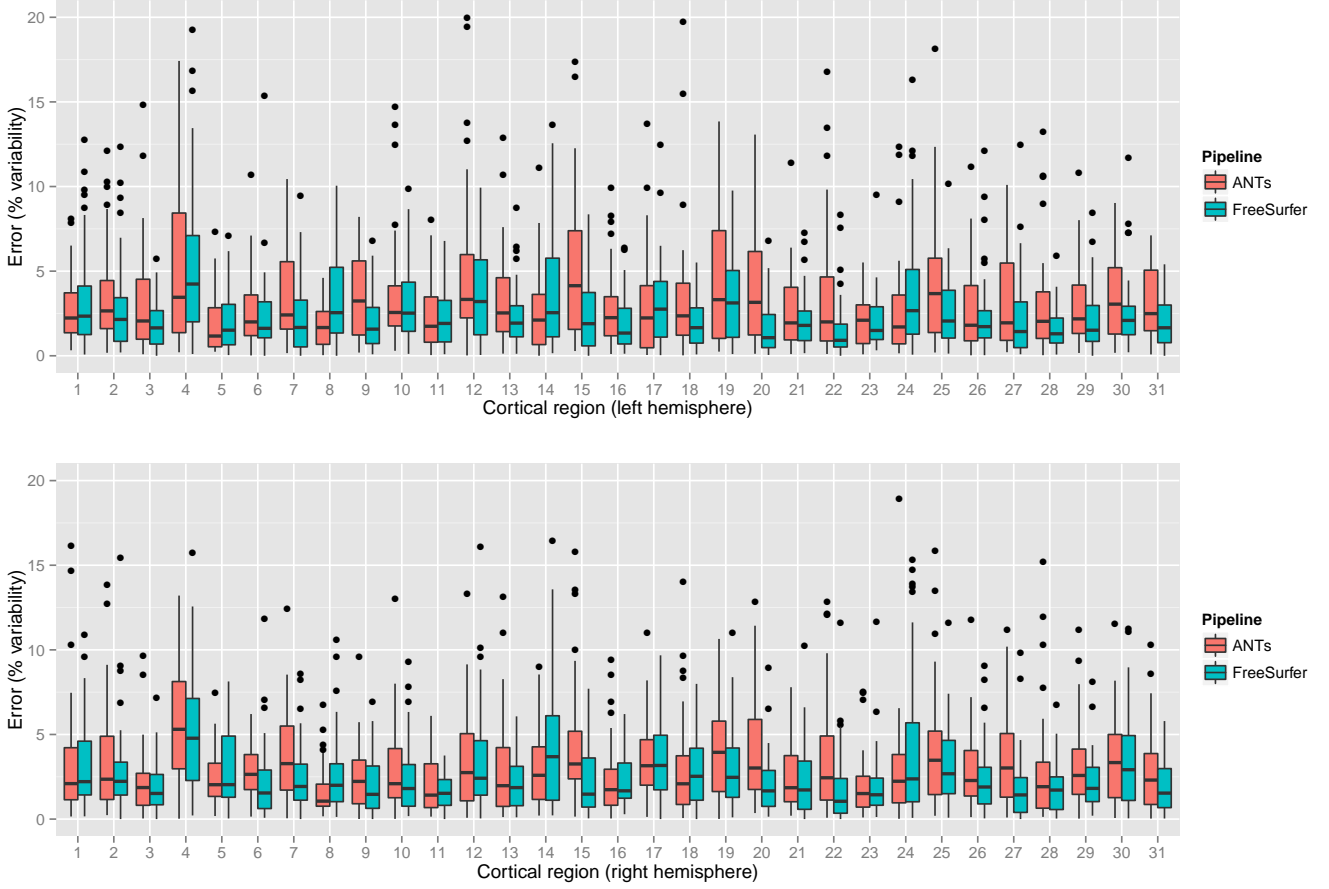 20
15
10
5
0
Error (% variability)
1 2 3 4 5 6 7 8 9 10 11 12 13 14 15 16 17 18 19 20 21 22 23 24 25 26 27 28 29 30 31
Cortical region (left hemisphere)
Pipeline
ANTs
FreeSurfer
20
15
10
5
0
Error (% variability)
1 2 3 4 5 6 7 8 9 10 11 12 13 14 15 16 17 18 19 20 21 22 23 24 25 26 27 28 29 30 31
Cortical region (right hemisphere)
Pipeline
ANTs
FreeSurfer